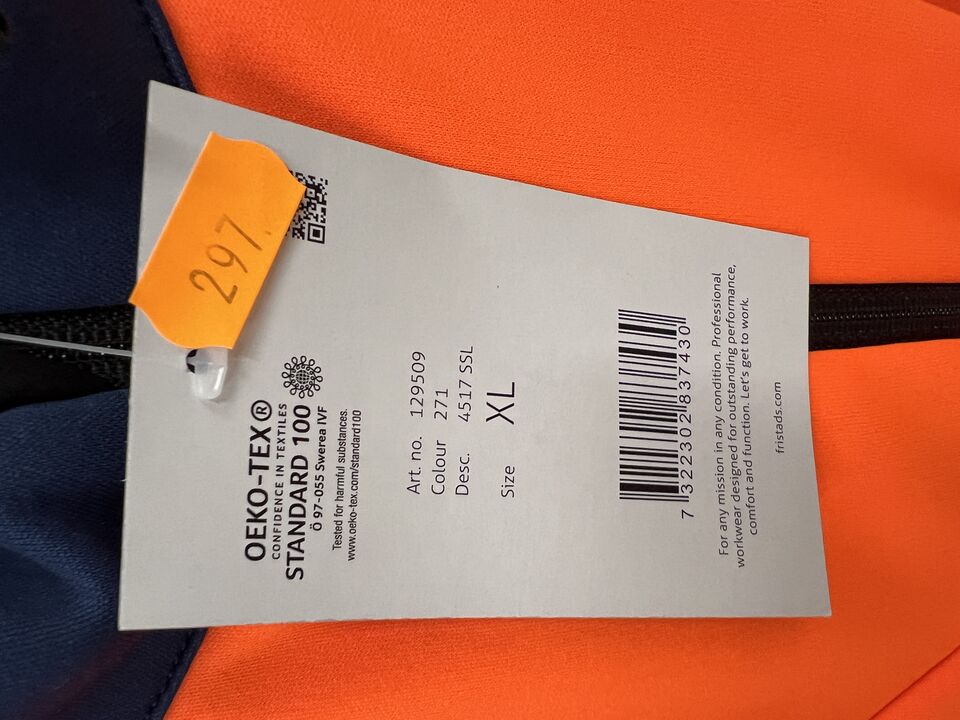 297
OEKO-TEX®
CONFIDENCE IN TEXTILES
STANDARD 100
Ö 97-055 Swerea IVF
Tested for harmful substances.
www.oeko-tex.com/standard100
Art. no. 129509
Colour 271
Desc. 4517 SSL
Size XL
7 322302 837430
For any mission in any condition. Professional
workwear designed for outstanding performance,
comfort and function. Let's get to work.
fristads.com